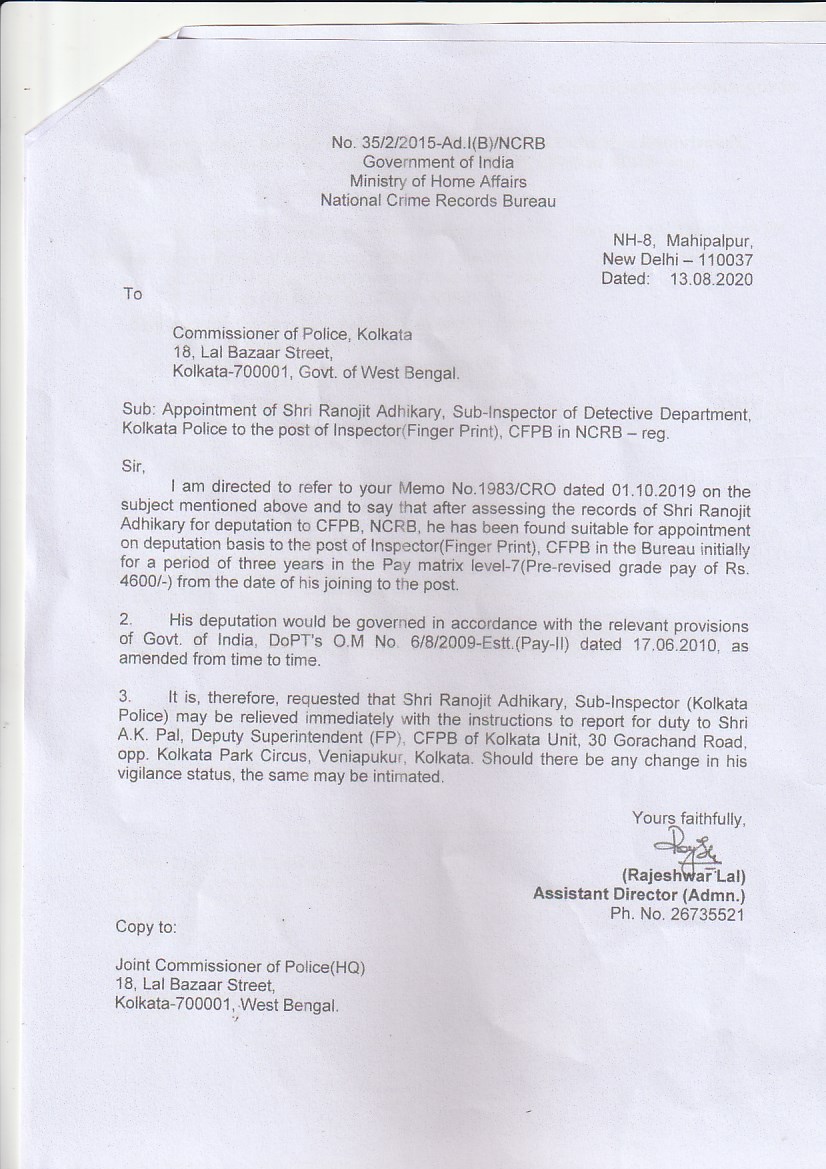 No. 35/2/2015-Ad.I(B)/NCRB
Government of India
Ministry of Home Affairs
National Crime Records Bureau
NH-8, Mahipalpur,
New Delhi – 110037
Dated: 13.08.2020
To
Commissioner of Police, Kolkata
18, Lal Bazaar Street,
Kolkata-700001, Govt. of West Bengal.
Sub: Appointment of Shri Ranojit Adhikary, Sub-Inspector of Detective Department,
Kolkata Police to the post of Inspector(Finger Print), CFPB in NCRB – reg.
Sir,
I am directed to refer to your Memo No.1983/CRO dated 01.10.2019 on the
subject mentioned above and to say that after assessing the records of Shri Ranojit
Adhikary for deputation to CFPB, NCRB, he has been found suitable for appointment
on deputation basis to the post of Inspector(Finger Print), CFPB in the Bureau initially
for a period of three years in the Pay matrix level-7(Pre-revised grade pay of Rs.
4600/-) from the date of his joining to the post.
2. His deputation would be governed in accordance with the relevant provisions
of Govt. of India, DoPT's O.M No. 6/8/2009-Estt.(Pay-II) dated 17.06.2010, as
amended from time to time.
3. It is, therefore, requested that Shri Ranojit Adhikary, Sub-Inspector (Kolkata
Police) may be relieved immediately with the instructions to report for duty to Shri
A.K. Pal, Deputy Superintendent (FP), CFPB of Kolkata Unit, 30 Gorachand Road,
opp. Kolkata Park Circus, Veniapukur, Kolkata. Should there be any change in his
vigilance status, the same may be intimated.
Yours faithfully,
(Rajeshwar Lal)
Assistant Director (Admn.)
Ph. No. 26735521
Copy to:
Joint Commissioner of Police(HQ)
18, Lal Bazaar Street,
Kolkata-700001, West Bengal.